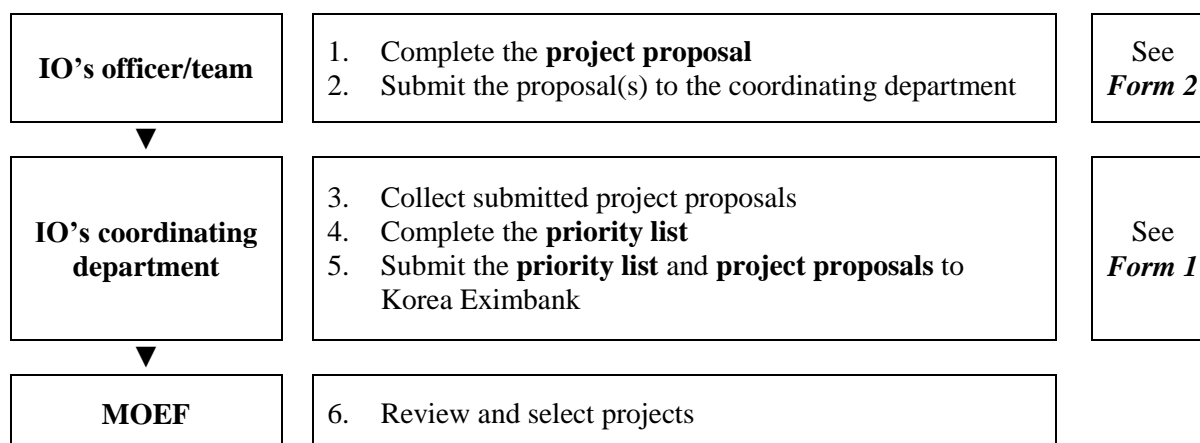 IO's officer/team
1. Complete the project proposal
2. Submit the proposal(s) to the coordinating department
See
Form 2
IO's coordinating
department
3. Collect submitted project proposals
4. Complete the priority list
5. Submit the priority list and project proposals to
Korea Eximbank
See
Form 1
MOEF
6. Review and select projects